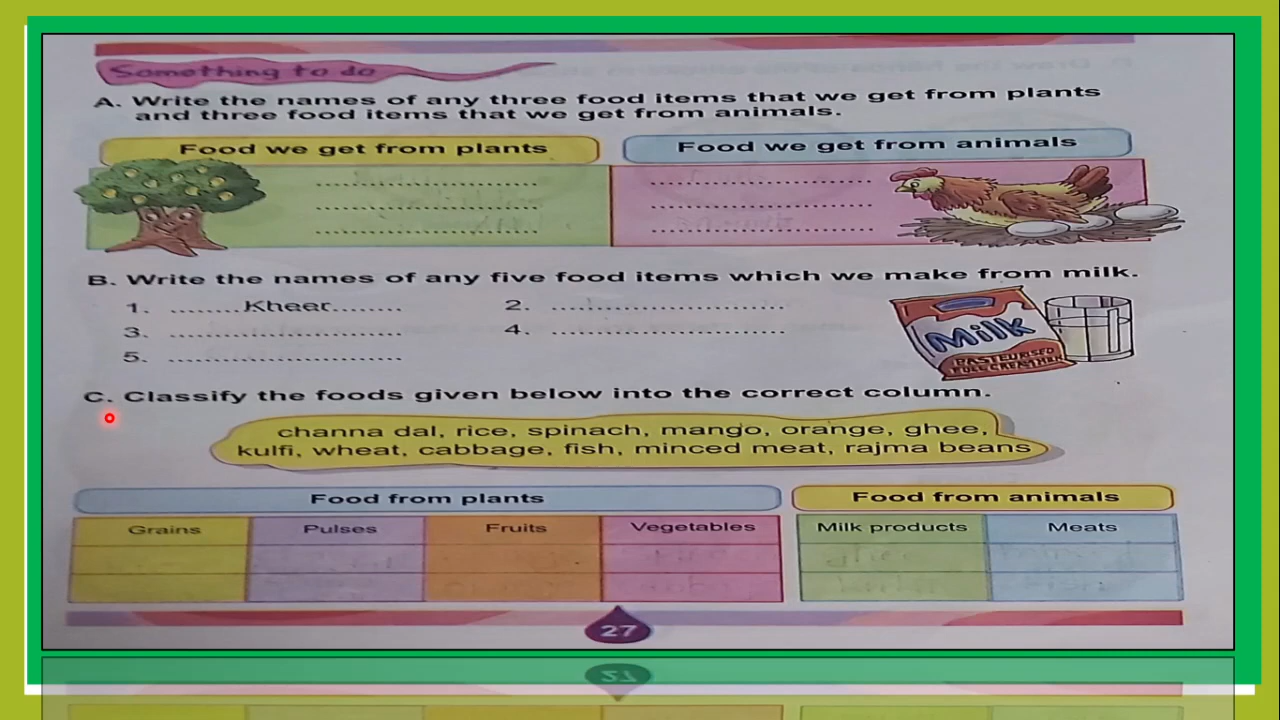 Something to do
A. Write the names of any three food items that we get from plants
and three food items that we get from animals.
Food we get from plants
Food we get from animals
B. Write the names of any five food items which we make from milk.
1. ........Kheer........
2. ............................
3. ............................
4. ............................
5. ............................
Milk
PASTEURISED
FULL CREAM MILK
C. Classify the foods given below into the correct column.
channa dal, rice, spinach, mango, orange, ghee,
kulfi, wheat, cabbage, fish, minced meat, rajma beans
Food from plants
Food from animals
Grains Pulses Fruits Vegetables Milk products Meats
27